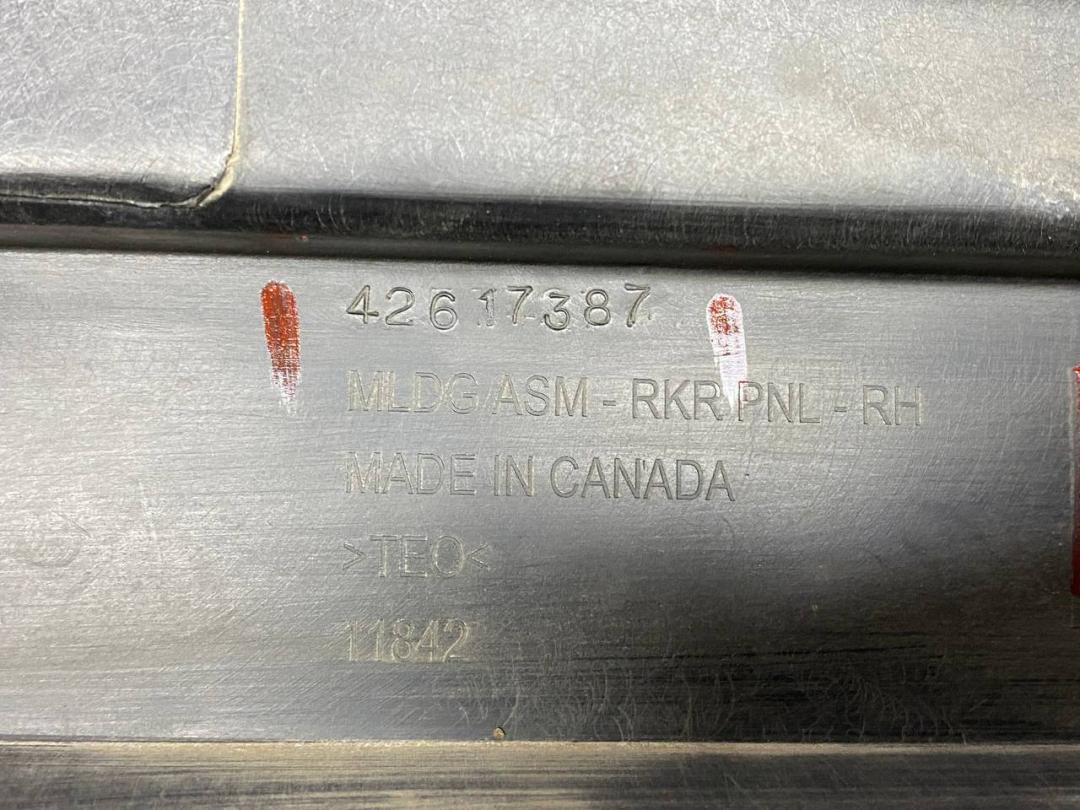 42617387
MLDG ASM - RKR PNL - RH
MADE IN CANADA
>TEO<
11842